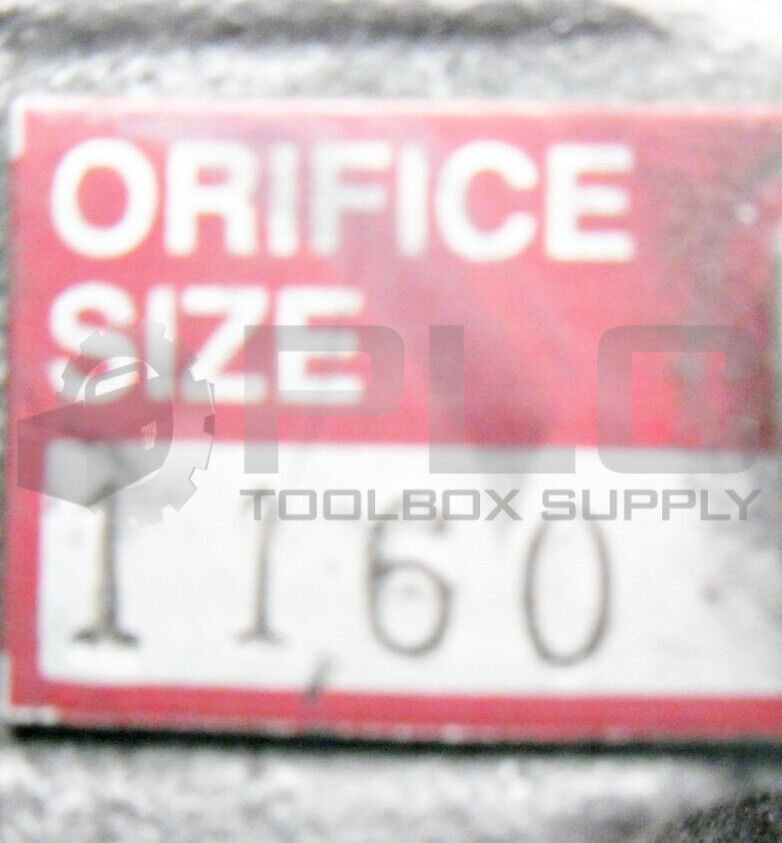 ORIFICE
SIZE
PLC
TOOLBOX SUPPLY
1160